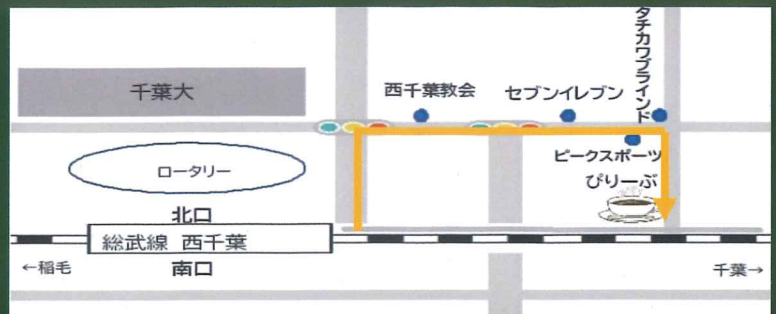 タチカワブラインド
千葉大
西千葉教会
セブンイレブン
ロータリー
ピークスポーツ
ぴりーぶ
北口
総武線 西千葉
←稲毛
南口
千葉→